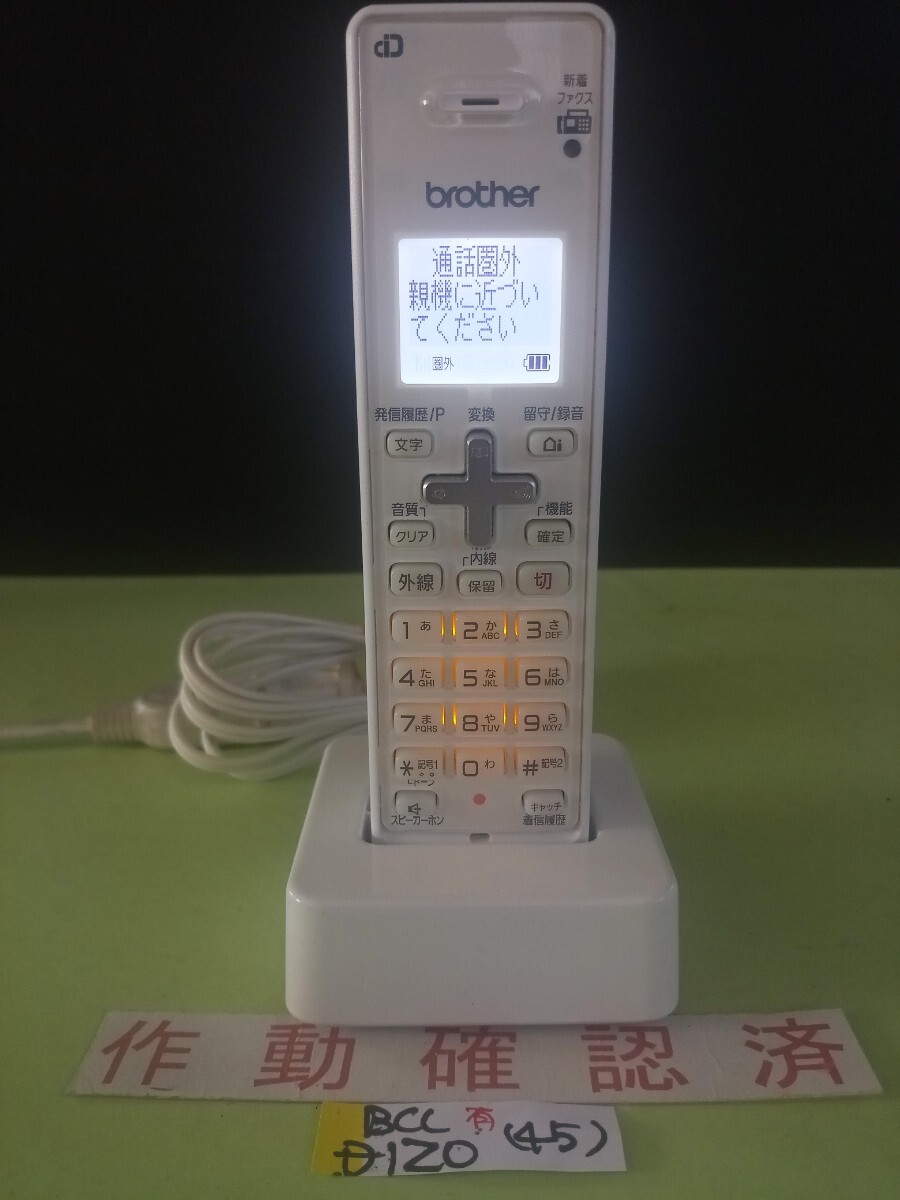 新着
ファクス
brother
通話圏外
親機に近づい
てください
圏外
発信履歴/P 変換 留守/録音
文字
音質 機能
クリア 確定
内線
外線 保留 切
1 あ 2 か ABC 3 さ DEF
4 た GHI 5 な JKL 6 は MNO
7 ま PQRS 8 や TUV 9 ら WXYZ
* 記号1 0 わ # 記号2
トーン
キャッチ
スピーカーホン 着信履歴
作動確認済
BCL 有
D120 (45)